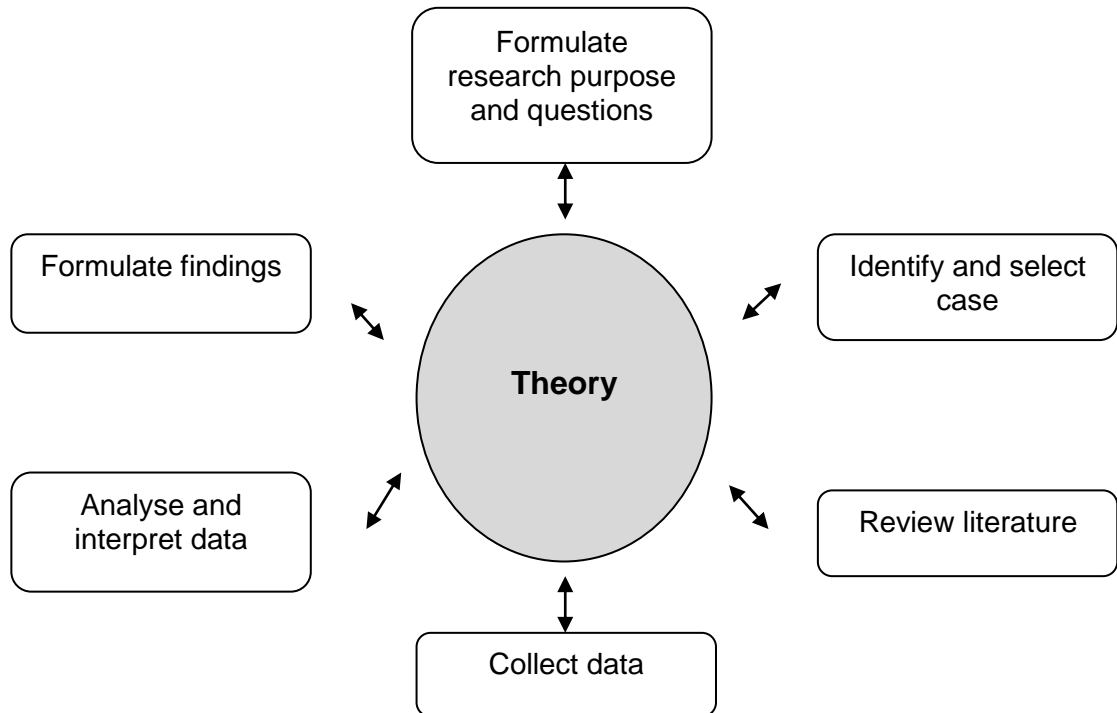 Formulate
research purpose
and questions
Formulate findings
Identify and select
case
Theory
Analyse and
interpret data
Review literature
Collect data